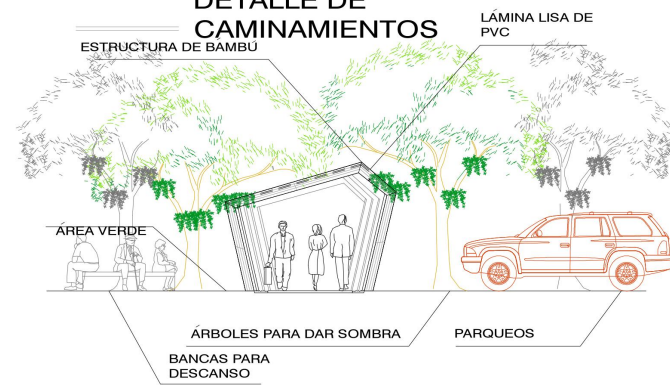 DETALLE DE
CAMINAMIENTOS
LÁMINA LISA DE
PVC
ESTRUCTURA DE BAMBÚ
ÁREA VERDE
ÁRBOLES PARA DAR SOMBRA
PARQUEOS
BANCAS PARA
DESCANSO